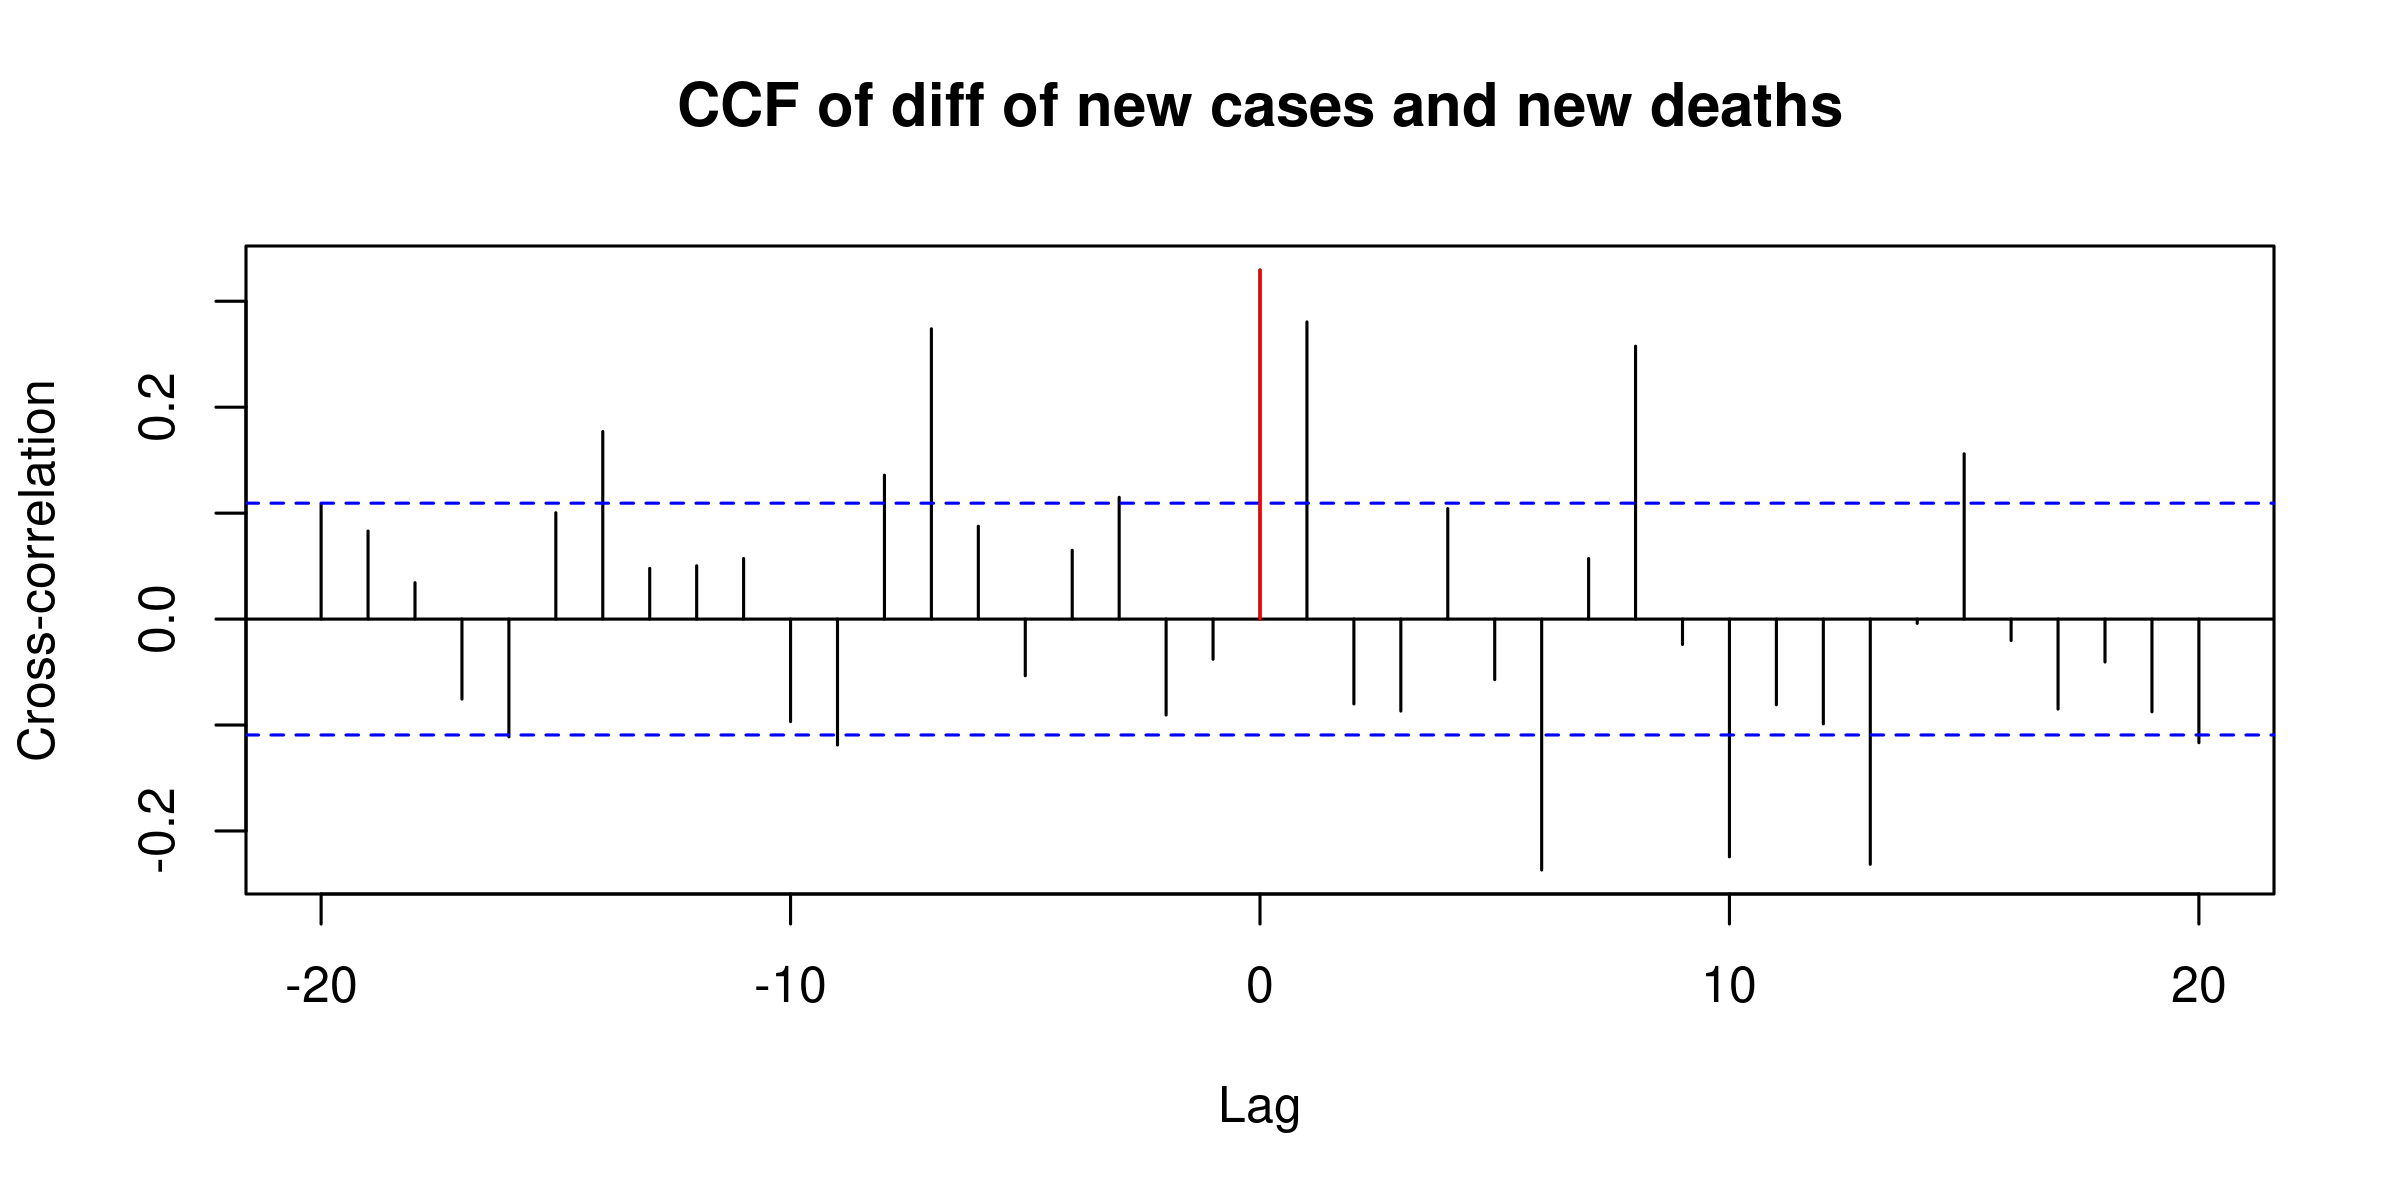 CCF of diff of new cases and new deaths
Cross-correlation
0.2
0.0
-0.2
-20 -10 0 10 20
Lag